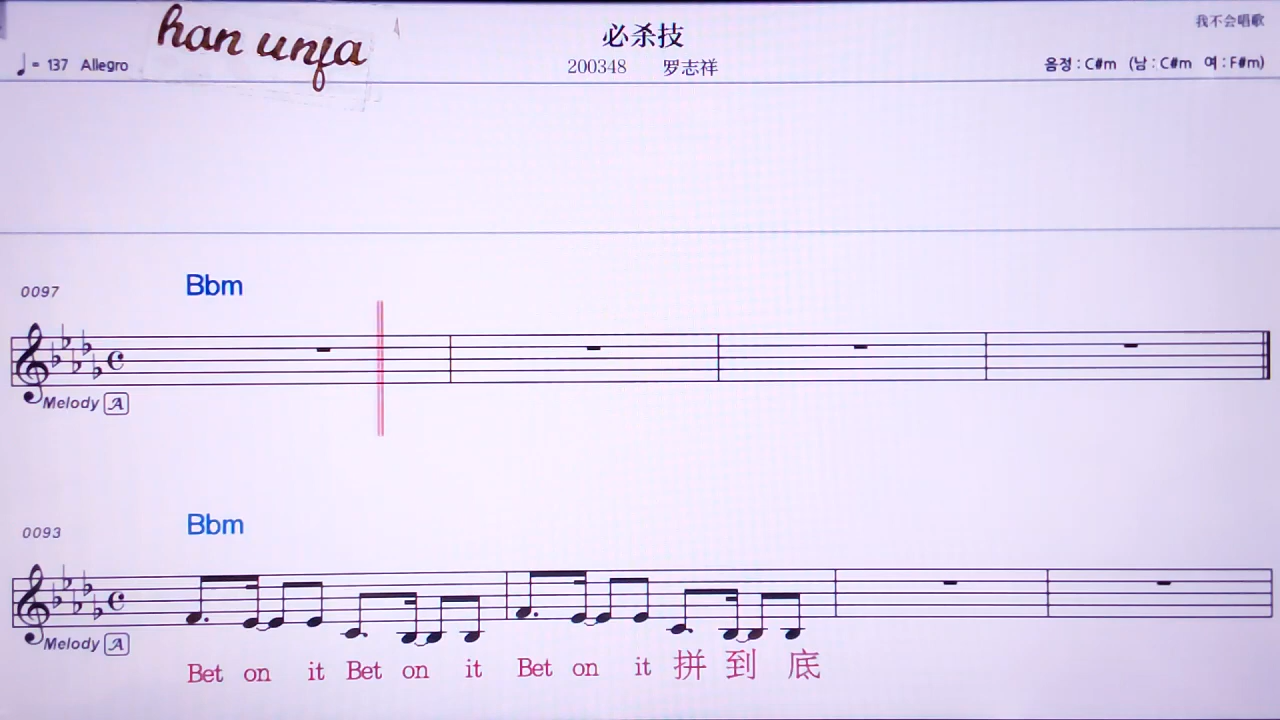 han unfa
必杀技
我不会唱歌
♩= 137 Allegro
200348 罗志祥
음정 : C#m (남 : C#m 여 : F#m)
0097
Bbm
Melody A
0093
Bbm
Melody A
Bet on it Bet on it Bet on it 拼 到 底